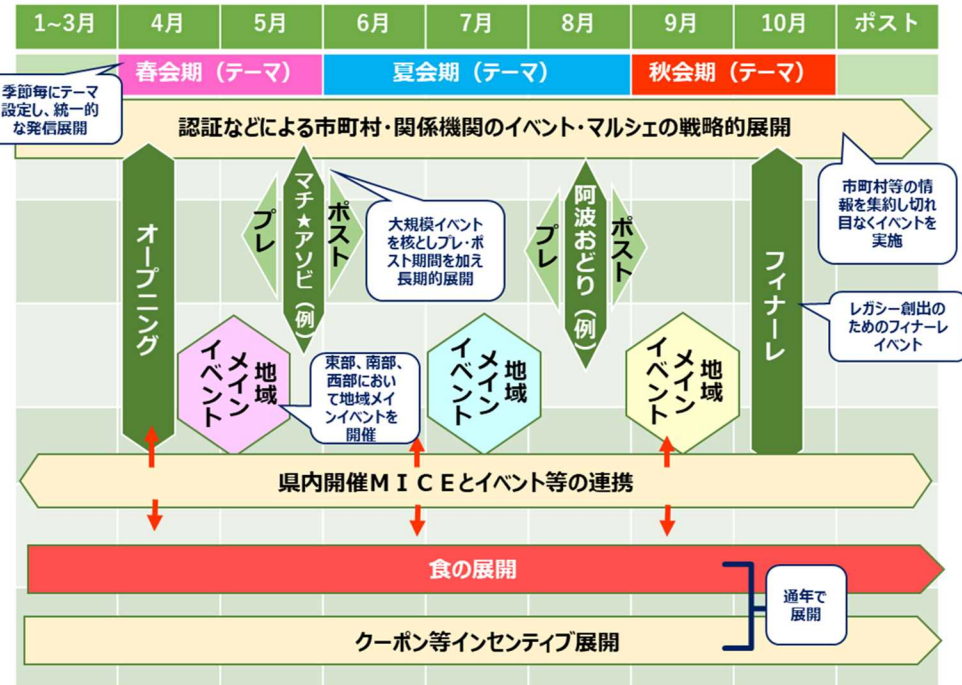 1~3月 4月 5月 6月 7月 8月 9月 10月 ポスト
春会期（テーマ） 夏会期（テーマ） 秋会期（テーマ）
季節毎にテーマ
設定し、統一的
な発信展開
認証などによる市町村・関係機関のイベント・マルシェの戦略的展開
市町村等の情
報を集約し切れ
目なくイベントを
実施
オープニング
プレ
マチ★アソビ（例）
ポスト
大規模イベント
を核としプレ・ポ
スト期間を加え
長期的展開
プレ
阿波おどり（例）
ポスト
フィナーレ
レガシー創出の
ためのフィナーレ
イベント
地域
メイン
イベント
東部、南部、
西部におい
て地域メイ
ンイベントを
開催
地域
メイン
イベント
地域
メイン
イベント
県内開催ＭＩＣＥとイベント等の連携
食の展開
クーポン等インセンティブ展開
通年で
展開